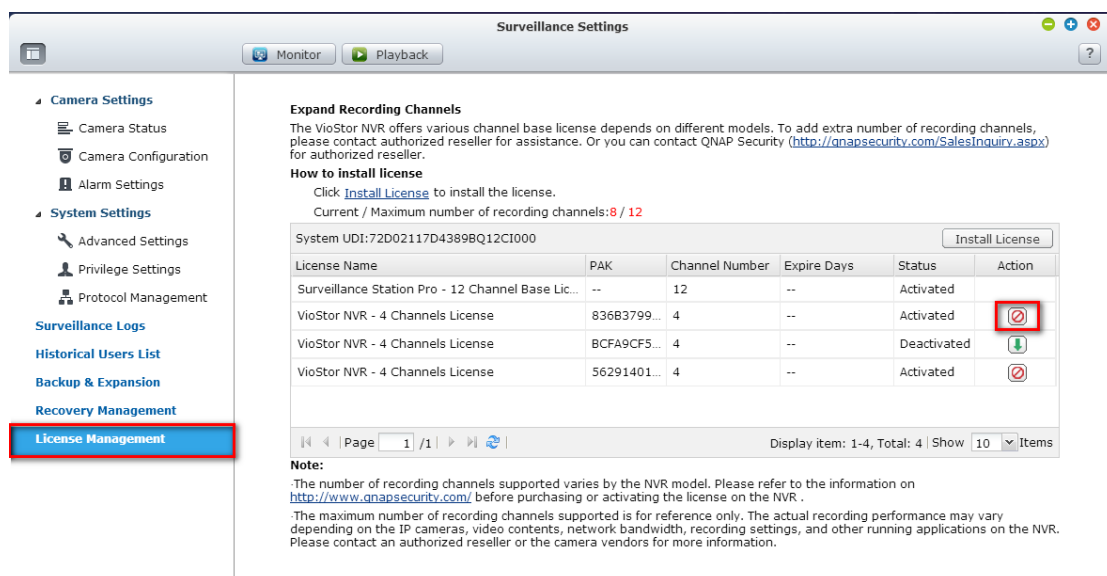 Surveillance Settings
Monitor Playback ?
Camera Settings
Camera Status
Camera Configuration
Alarm Settings
System Settings
Advanced Settings
Privilege Settings
Protocol Management
Surveillance Logs
Historical Users List
Backup & Expansion
Recovery Management
License Management
Expand Recording Channels
The VioStor NVR offers various channel base license depends on different models. To add extra number of recording channels,
please contact authorized reseller for assistance. Or you can contact QNAP Security (http://qnapsecurity.com/SalesInquiry.aspx)
for authorized reseller.
How to install license
Click Install License to install the license.
Current / Maximum number of recording channels:8 / 12
System UDI:72D02117D4389BQ12CI000 Install License
License Name PAK Channel Number Expire Days Status Action
Surveillance Station Pro - 12 Channel Base Lic... -- 12 -- Activated
VioStor NVR - 4 Channels License 836B3799... 4 -- Activated
VioStor NVR - 4 Channels License BCFA9CF5... 4 -- Deactivated
VioStor NVR - 4 Channels License 56291401... 4 -- Activated
Page 1 /1 Display item: 1-4, Total: 4 Show 10 Items
Note:
·The number of recording channels supported varies by the NVR model. Please refer to the information on
http://www.qnapsecurity.com/ before purchasing or activating the license on the NVR .
·The maximum number of recording channels supported is for reference only. The actual recording performance may vary
depending on the IP cameras, video contents, network bandwidth, recording settings, and other running applications on the NVR.
Please contact an authorized reseller or the camera vendors for more information.